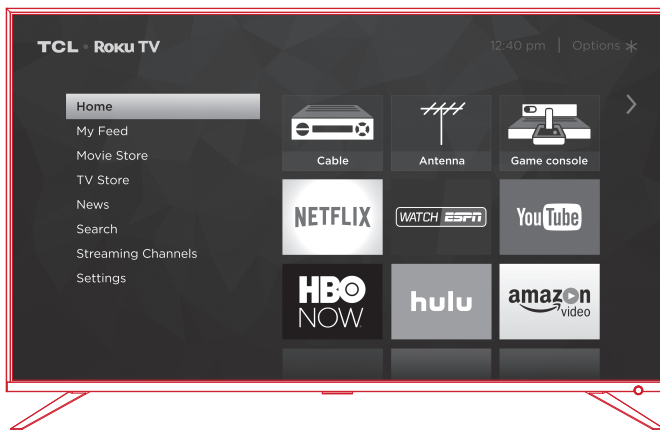 TCL • Roku TV
12:40 pm | Options
Home
My Feed
Movie Store
TV Store
News
Search
Streaming Channels
Settings
Cable
Antenna
Game console
NETFLIX
WATCH ESPN
YouTube
HBO
NOW
hulu
amazon
video